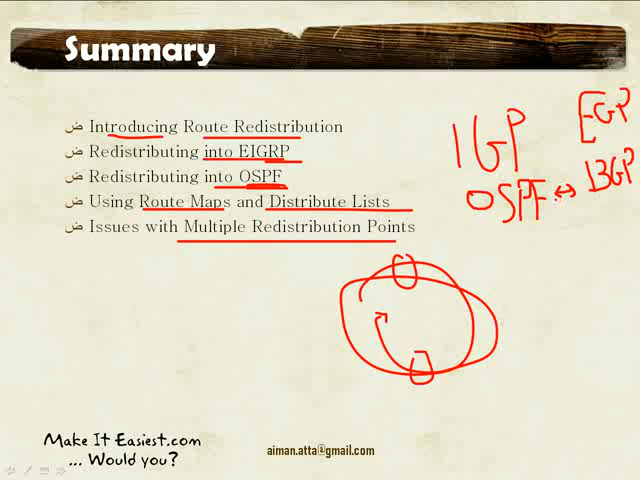 Summary
ض Introducing Route Redistribution
ض Redistributing into EIGRP
ض Redistributing into OSPF
ض Using Route Maps and Distribute Lists
ض Issues with Multiple Redistribution Points
IGP
EGP
OSPF ↔ BGP
Make It Easiest.com
... Would you?
aiman.atta@gmail.com